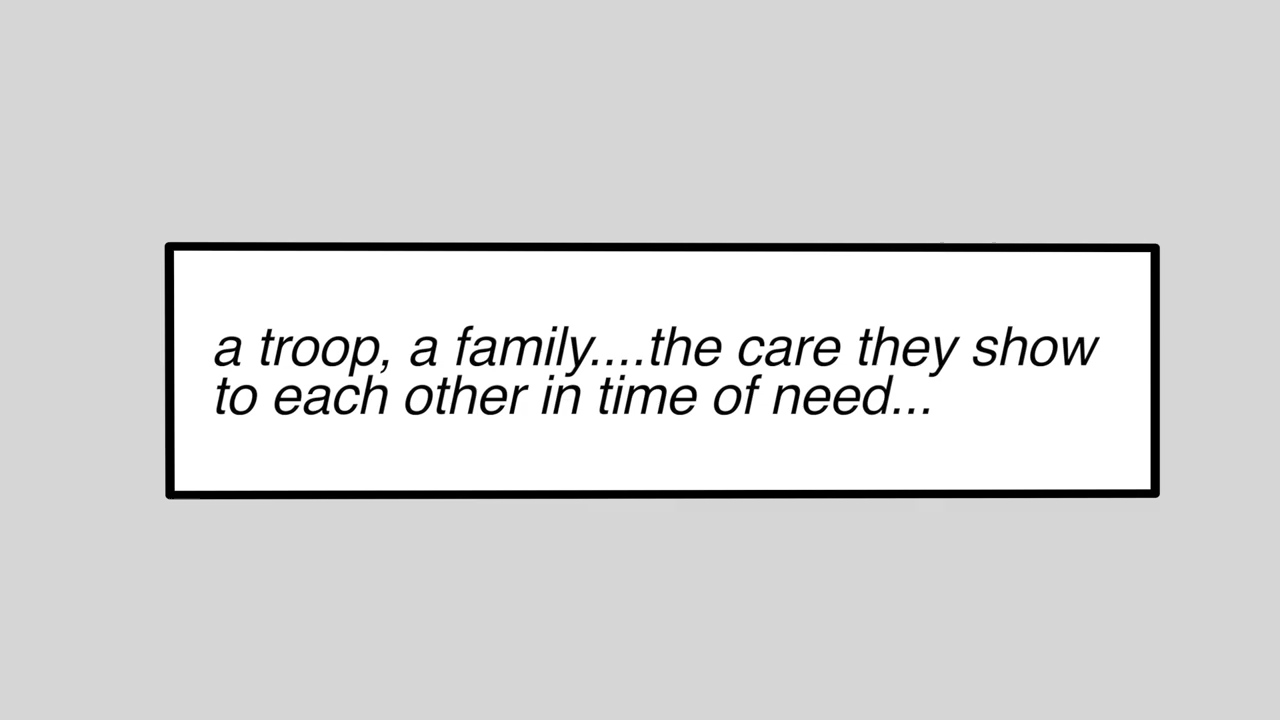 a troop, a family....the care they show
to each other in time of need...